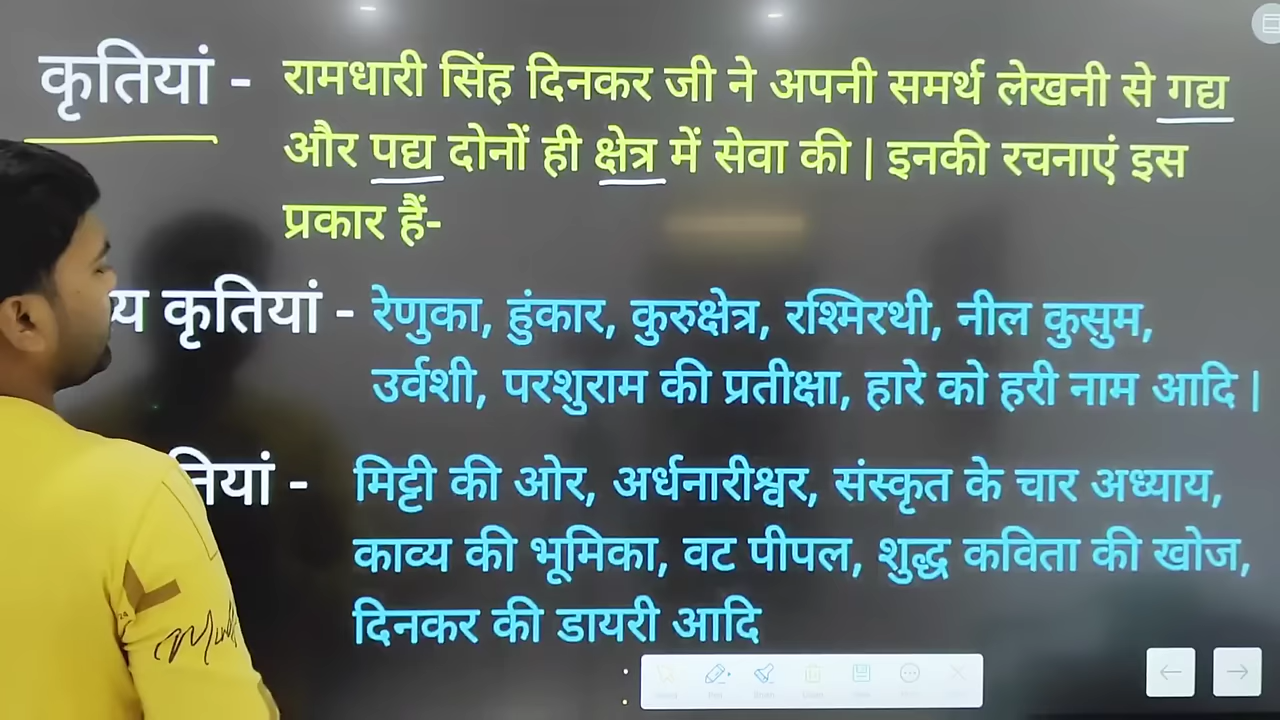 कृतियां - रामधारी सिंह दिनकर जी ने अपनी समर्थ लेखनी से गद्य
और पद्य दोनों ही क्षेत्र में सेवा की | इनकी रचनाएं इस
प्रकार हैं-
कृतियां - रेणुका, हुंकार, कुरुक्षेत्र, रश्मिरथी, नील कुसुम,
उर्वशी, परशुराम की प्रतीक्षा, हारे को हरी नाम आदि |
- मिट्टी की ओर, अर्धनारीश्वर, संस्कृत के चार अध्याय,
काव्य की भूमिका, वट पीपल, शुद्ध कविता की खोज,
दिनकर की डायरी आदि